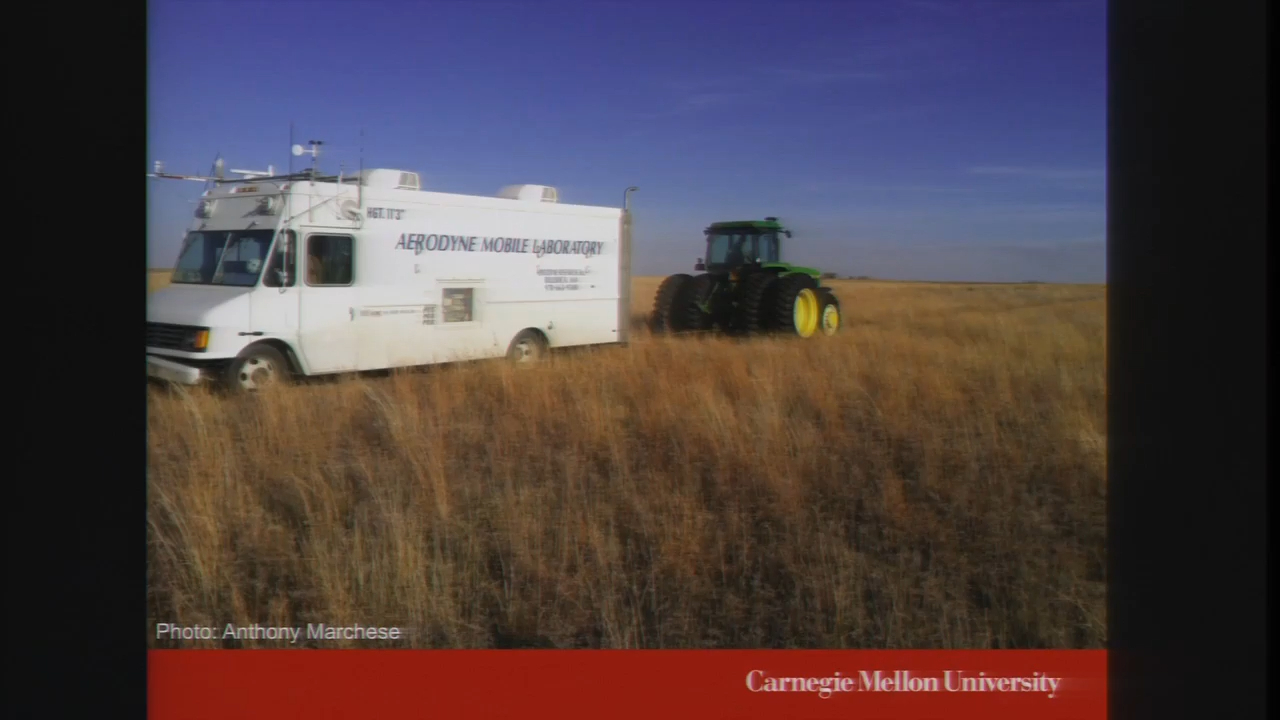 HGT. 11'3"
AERODYNE MOBILE LABORATORY
Photo: Anthony Marchese
Carnegie Mellon University